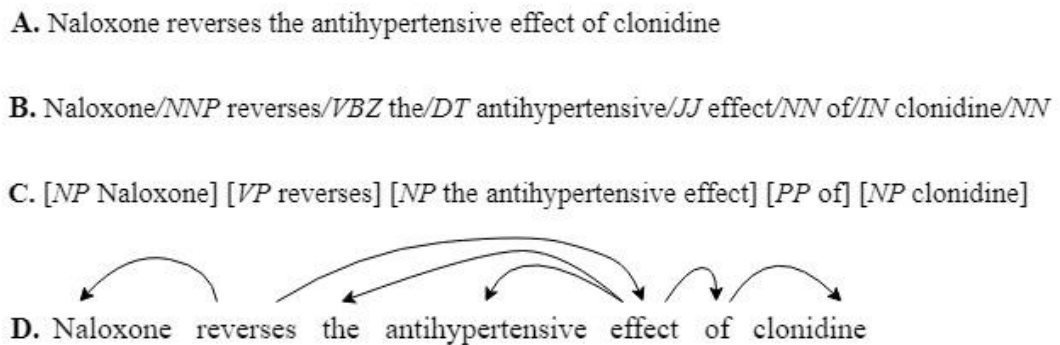 A. Naloxone reverses the antihypertensive effect of clonidine
B. Naloxone/NNP reverses/VBZ the/DT antihypertensive/JJ effect/NN of/IN clonidine/NN
C. [NP Naloxone] [VP reverses] [NP the antihypertensive effect] [PP of] [NP clonidine]
D. Naloxone reverses the antihypertensive effect of clonidine